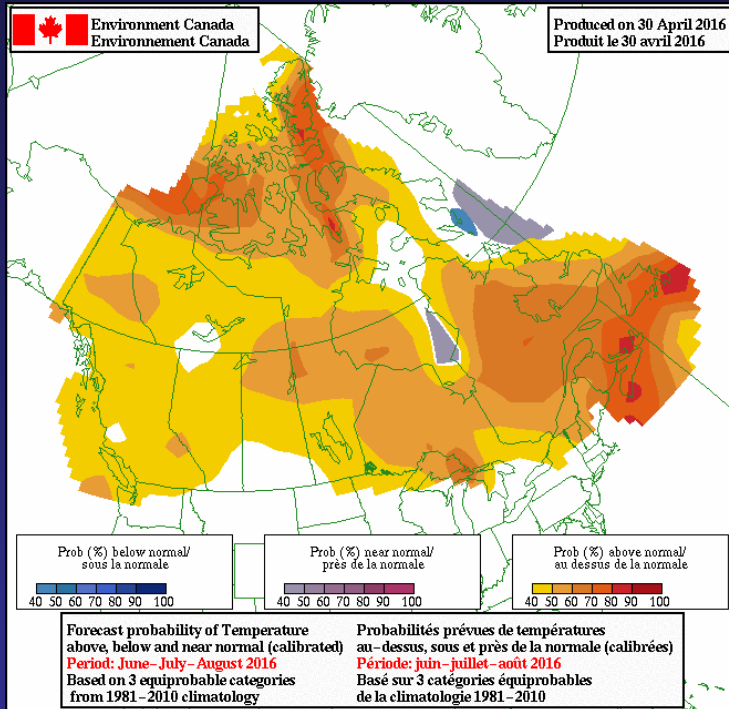 Environment Canada
Environnement Canada
Produced on 30 April 2016
Produit le 30 avril 2016
Prob (%) below normal/
sous la normale
40 50 60 70 80 90 100
Prob (%) near normal/
près de la normale
40 50 60 70 80 90 100
Prob (%) above normal/
au dessus de la normale
40 50 60 70 80 90 100
Forecast probability of Temperature
above, below and near normal (calibrated)
Period: June-July-August 2016
Based on 3 equiprobable categories
from 1981-2010 climatology
Probabilités prévues de températures
au-dessus, sous et près de la normale (calibrées)
Période: juin-juillet-août 2016
Basé sur 3 catégories équiprobables
de la climatologie 1981-2010